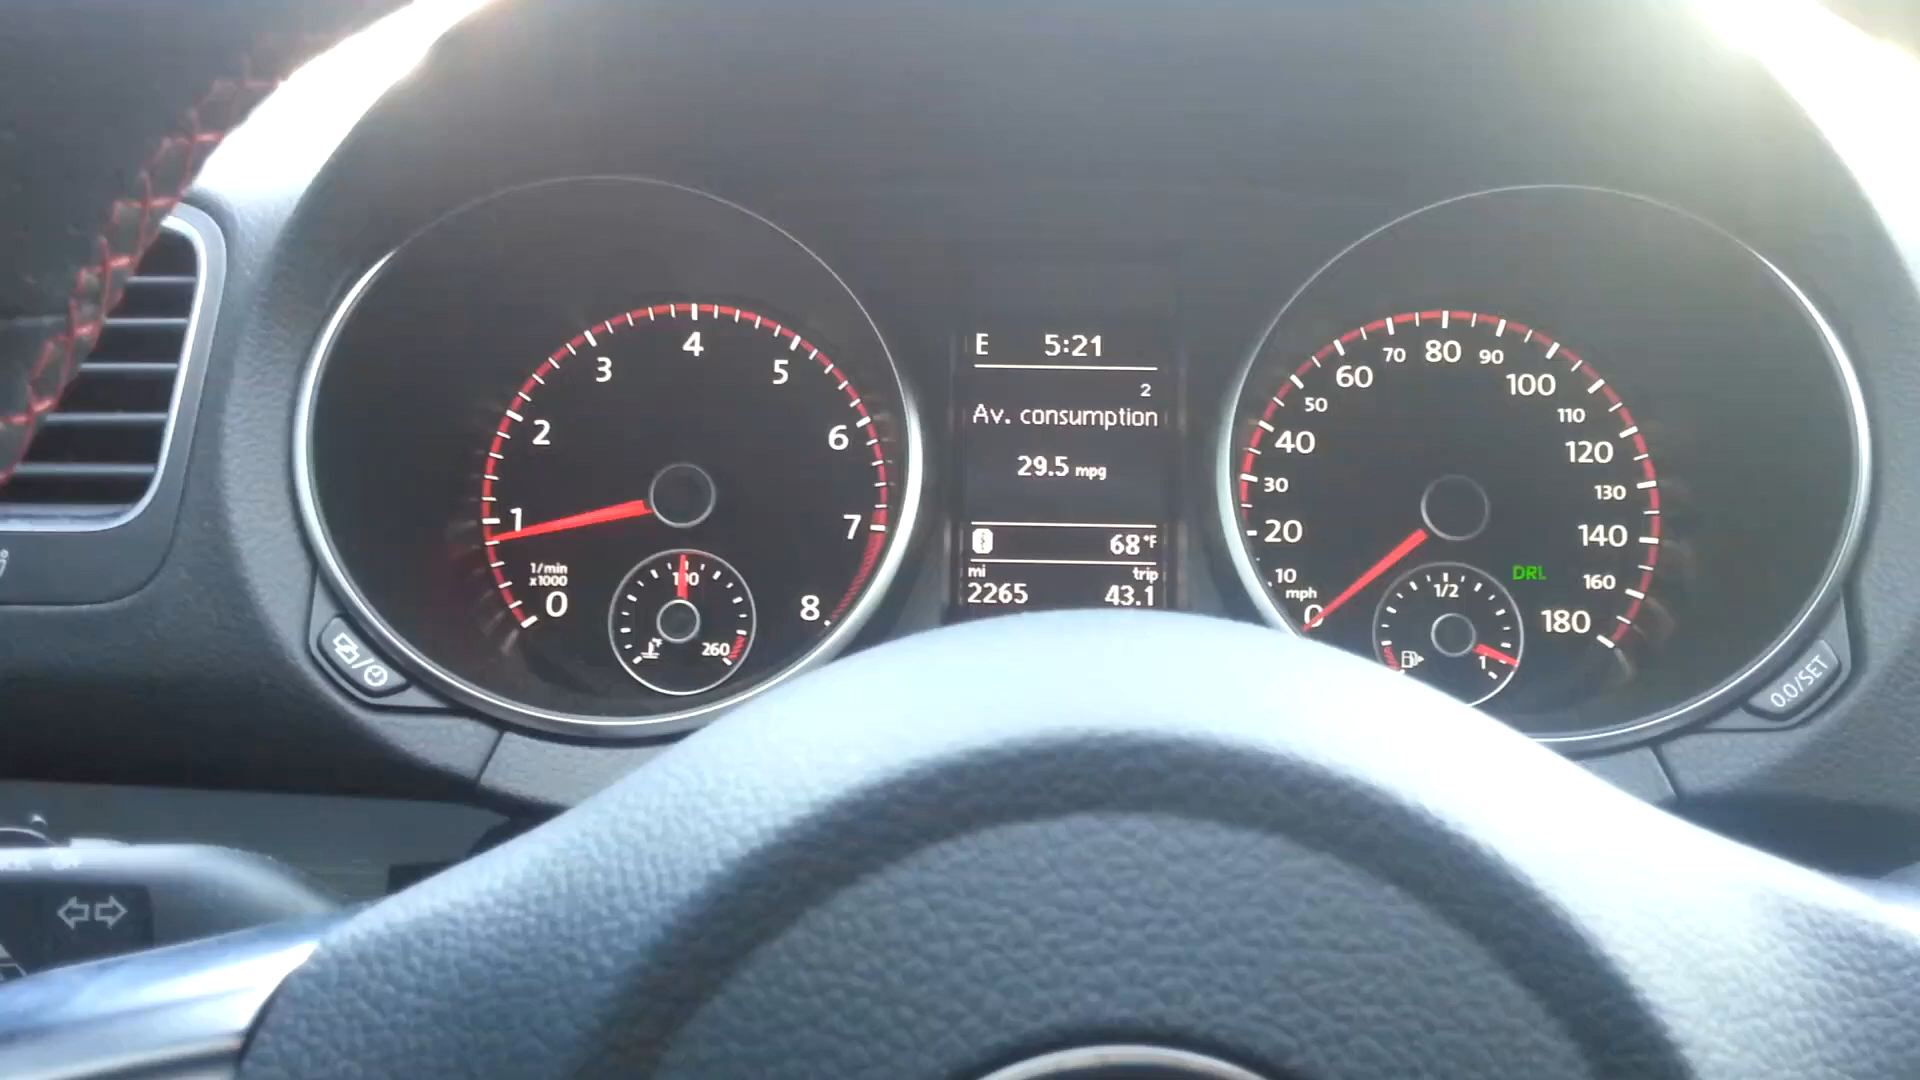 0
1
2
3
4
5
6
7
8
1/min
x1000
190
°F
260
E 5:21
2
Av. consumption
29.5 mpg
68°F
mi trip
2265 43.1
0
10
mph
20
30
40
50
60
70
80
90
100
110
120
130
140
160
180
DRL
1/2
1
0.0/SET